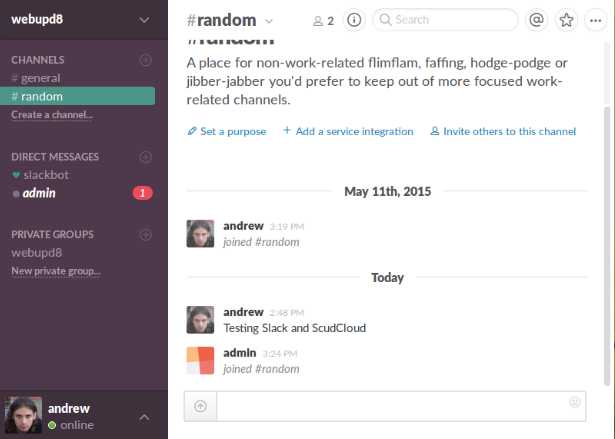 webupd8
CHANNELS
# general
# random
Create a channel...
DIRECT MESSAGES
slackbot
admin 1
PRIVATE GROUPS
webupd8
New private group...
andrew
online
#random
2
Search
#random
A place for non-work-related flimflam, faffing, hodge-podge or
jibber-jabber you'd prefer to keep out of more focused work-
related channels.
Set a purpose + Add a service integration Invite others to this channel
May 11th, 2015
andrew 3:19 PM
joined #random
Today
andrew 2:48 PM
Testing Slack and ScudCloud
admin 3:24 PM
joined #random